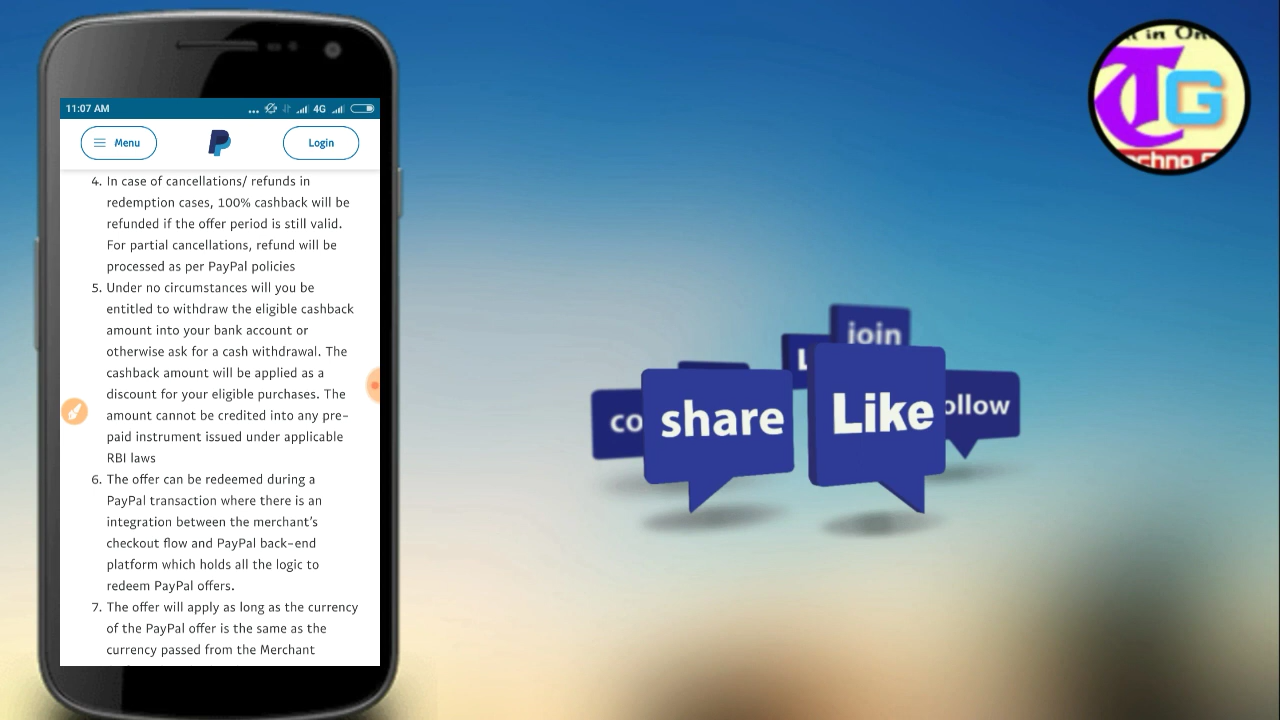 11:07 AM
... 4G
Menu
Login
4. In case of cancellations/ refunds in
redemption cases, 100% cashback will be
refunded if the offer period is still valid.
For partial cancellations, refund will be
processed as per PayPal policies
5. Under no circumstances will you be
entitled to withdraw the eligible cashback
amount into your bank account or
otherwise ask for a cash withdrawal. The
cashback amount will be applied as a
discount for your eligible purchases. The
amount cannot be credited into any pre-
paid instrument issued under applicable
RBI laws
6. The offer can be redeemed during a
PayPal transaction where there is an
integration between the merchant's
checkout flow and PayPal back-end
platform which holds all the logic to
redeem PayPal offers.
7. The offer will apply as long as the currency
of the PayPal offer is the same as the
currency passed from the Merchant
join
L
co
share
Like
ollow
in On
TG
echno G